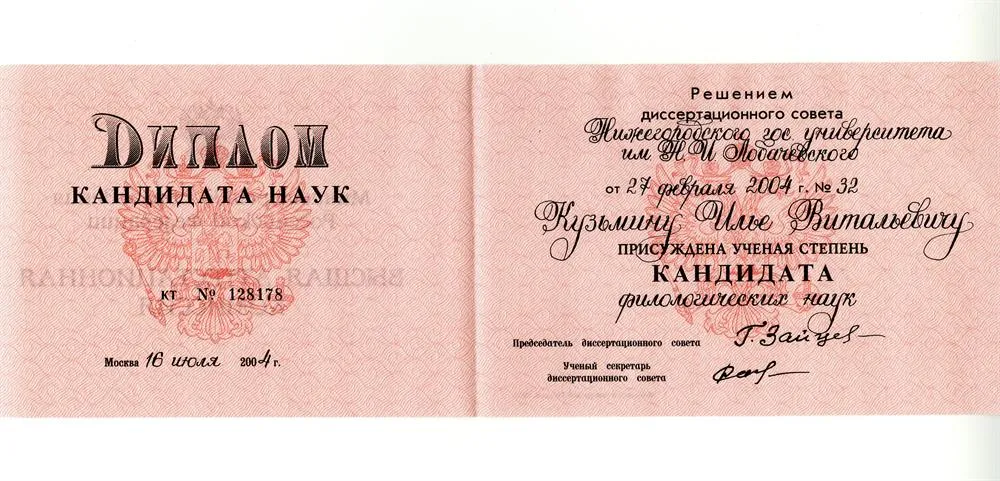 Диплом
КАНДИДАТА НАУК
КТ № 128178
Москва 16 июля 2004 г.
Решением
диссертационного совета
Нижегородского гос университета
им Н И Лобачевского
от 27 февраля 2004 г. № 32
Кузьмину Илье Витальевичу
ПРИСУЖДЕНА УЧЕНАЯ СТЕПЕНЬ
КАНДИДАТА
филологических наук
Председатель диссертационного совета Г. Зайцев
Ученый секретарь
диссертационного совета